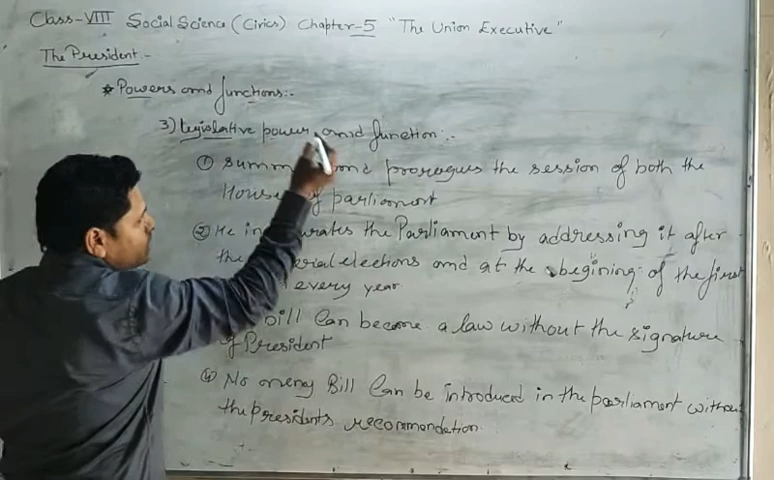 Class-VIII Social Science (Civics) Chapter-5 "The Union Executive"
The President-
* Powers and functions:-
3) legislative power and function:-
① summ and prorogues the session of both the
House of parliament
② He in urates the Parliament by addressing it after
the eral elections and at the begining of the first
every year
bill Can become a law without the signature
of President
④ No money Bill Can be introduced in the parliament without
the presidents recommendation